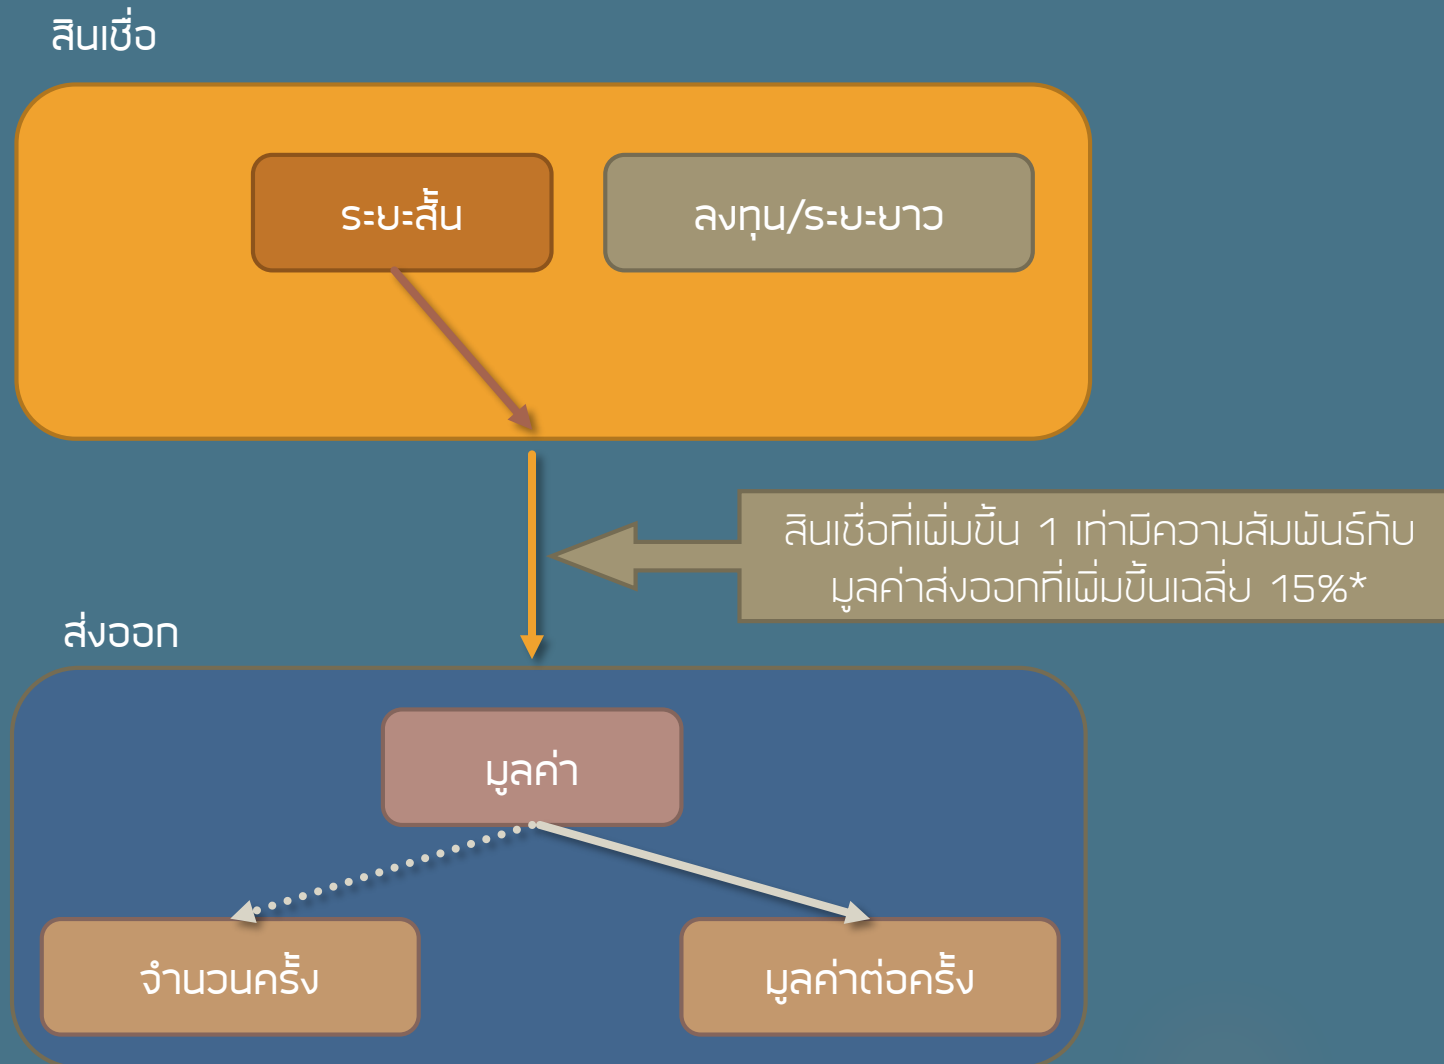 สินเชื่อ
ระยะสั้น
ลงทุน/ระยะยาว
สินเชื่อที่เพิ่มขึ้น 1 เท่ามีความสัมพันธ์กับ
มูลค่าส่งออกที่เพิ่มขึ้นเฉลี่ย 15%*
ส่งออก
มูลค่า
จำนวนครั้ง
มูลค่าต่อครั้ง